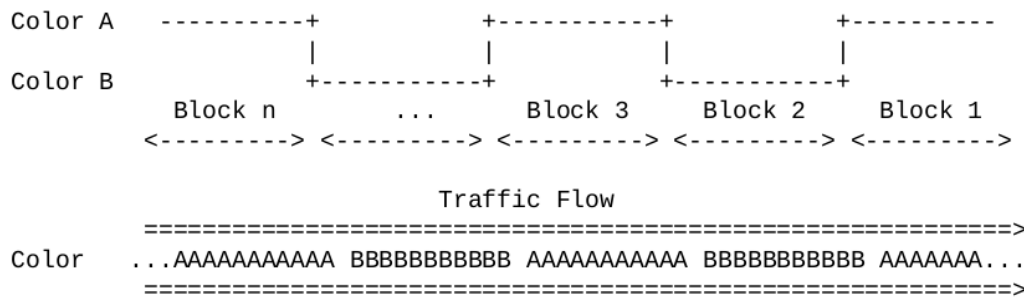 Color A   ----------+           +-----------+           +----------
                    |           |           |           |
Color B             +-----------+           +-----------+
           Block n        ...      Block 3     Block 2     Block 1
         <---------> <---------> <---------> <---------> <--------->
                             Traffic Flow
         ===========================================================>
Color   ...AAAAAAAAAAA BBBBBBBBBBB AAAAAAAAAAA BBBBBBBBBBB AAAAAAA...
         ===========================================================>